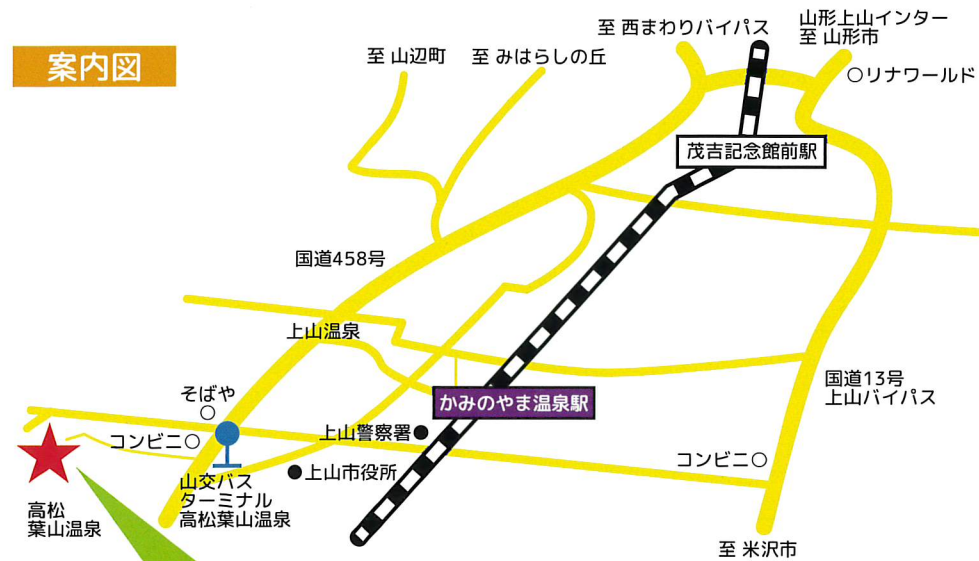 案内図
至 山辺町
至 みはらしの丘
至 西まわりバイパス
山形上山インター
至 山形市
○リナワールド
茂吉記念館前駅
国道458号
上山温泉
国道13号
上山バイパス
かみのやま温泉駅
そばや
○
コンビニ○
上山警察署●
●上山市役所
コンビニ○
山交バス
ターミナル
高松葉山温泉
高松
葉山温泉
至 米沢市